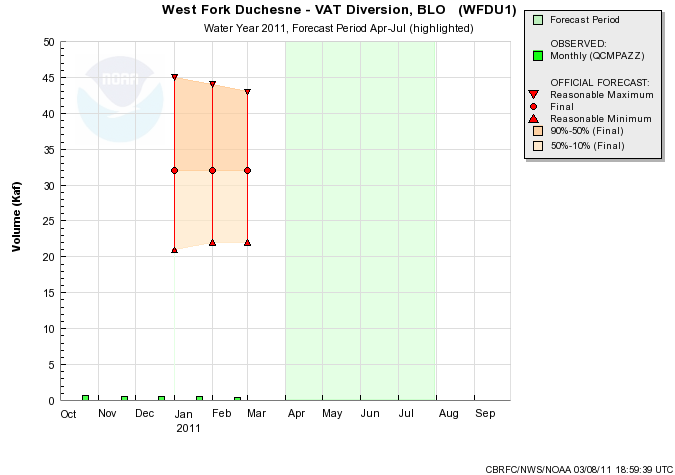 West Fork Duchesne - VAT Diversion, BLO (WFDU1)
Water Year 2011, Forecast Period Apr-Jul (highlighted)
Forecast Period
OBSERVED:
Monthly (QCMPAZZ)
OFFICIAL FORECAST:
Reasonable Maximum
Final
Reasonable Minimum
90%-50% (Final)
50%-10% (Final)
NOAA
Volume (Kaf)
50
45
40
35
30
25
20
15
10
5
0
Oct Nov Dec Jan Feb Mar Apr May Jun Jul Aug Sep
2011
CBRFC/NWS/NOAA 03/08/11 18:59:39 UTC